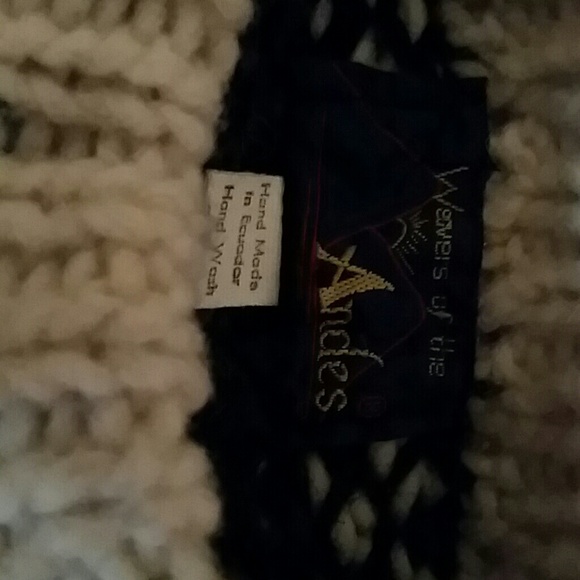 Weavers of the
Andes
®
Hand Made
In Ecuador
Hand Wash